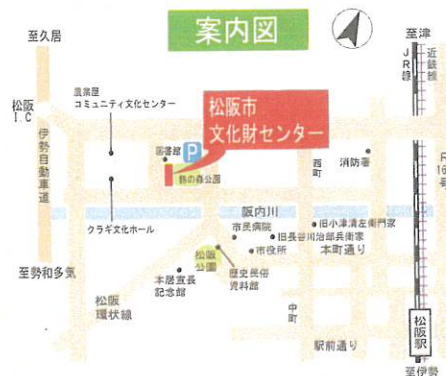 案内図
至久居
至津
JR線
近鉄線
農業屋
コミュニティ文化センター
松阪
I.C
伊勢自動車道
松阪市
文化財センター
P
図書館
鈴の森公園
西町
消防署
阪内川
クラギ文化ホール
市民病院
旧小津清左衛門家
旧長谷川治郎兵衛家
市役所
本町通り
松阪
公園
至勢和多気
本居宣長
記念館
歴史民俗
資料館
松阪
環状線
中町
松阪駅
駅前通り
至伊勢